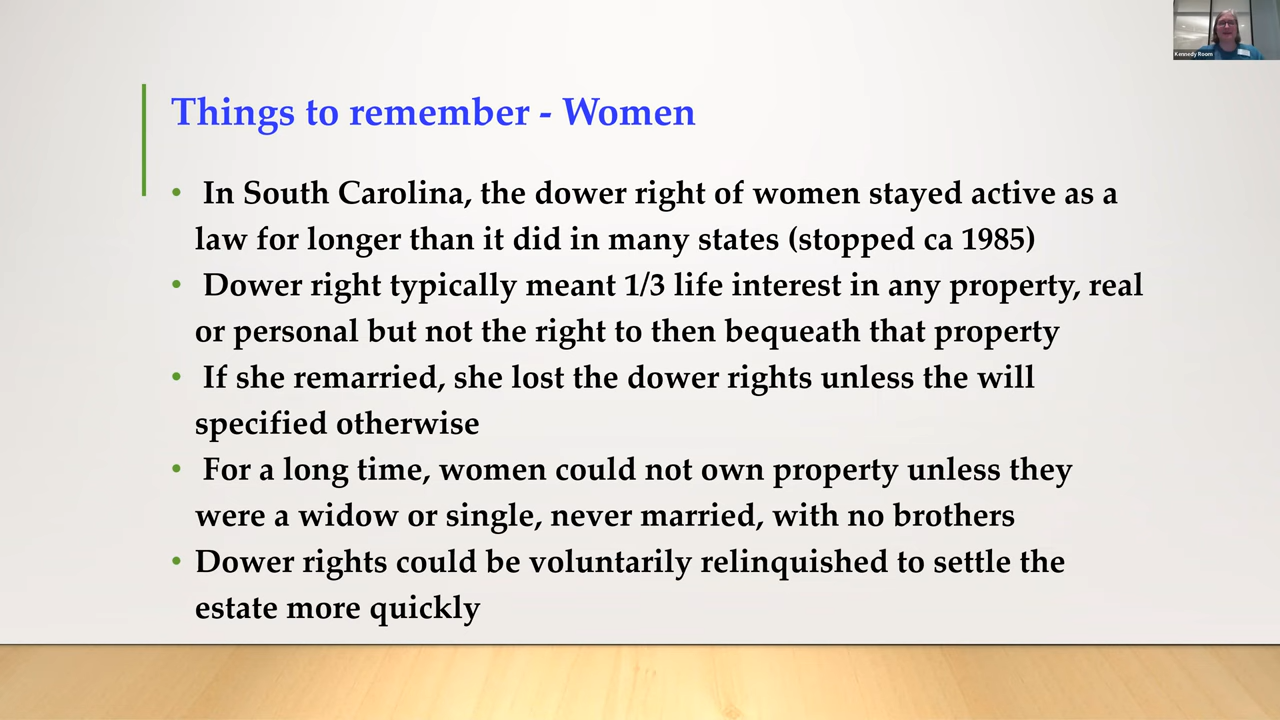 Kennedy Room
Things to remember - Women
• In South Carolina, the dower right of women stayed active as a
law for longer than it did in many states (stopped ca 1985)
• Dower right typically meant 1/3 life interest in any property, real
or personal but not the right to then bequeath that property
• If she remarried, she lost the dower rights unless the will
specified otherwise
• For a long time, women could not own property unless they
were a widow or single, never married, with no brothers
• Dower rights could be voluntarily relinquished to settle the
estate more quickly